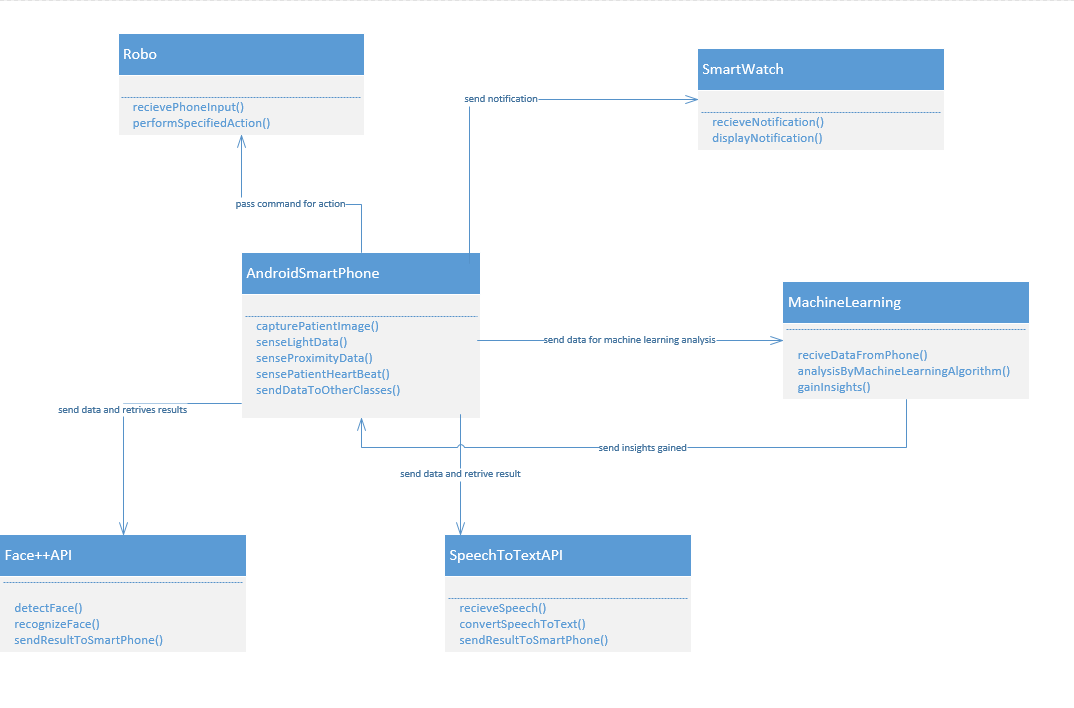 Robo
recievePhoneInput()
performSpecifiedAction()
SmartWatch
recieveNotification()
displayNotification()
send notification
pass command for action
AndroidSmartPhone
capturePatientImage()
senseLightData()
senseProximityData()
sensePatientHeartBeat()
sendDataToOtherClasses()
MachineLearning
reciveDataFromPhone()
analysisByMachineLearningAlgorithm()
gainInsights()
send data for machine learning analysis
send data and retrives results
send insights gained
send data and retrive result
Face++API
detectFace()
recognizeFace()
sendResultToSmartPhone()
SpeechToTextAPI
recieveSpeech()
convertSpeechToText()
sendResultToSmartPhone()